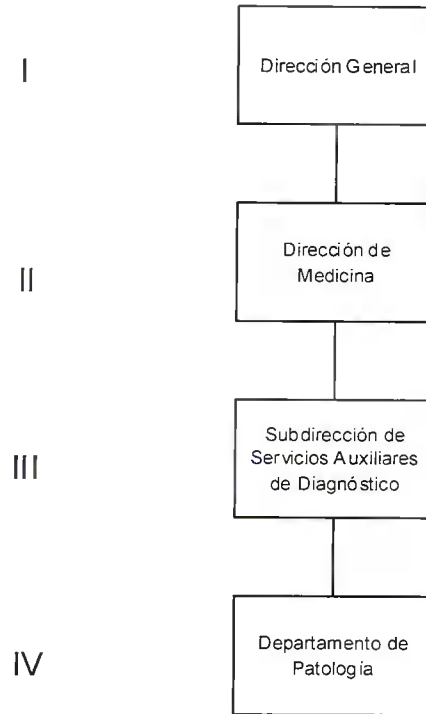 I
Dirección General
II
Dirección de
Medicina
III
Subdirección de
Servicios Auxiliares
de Diagnóstico
IV
Departamento de
Patología